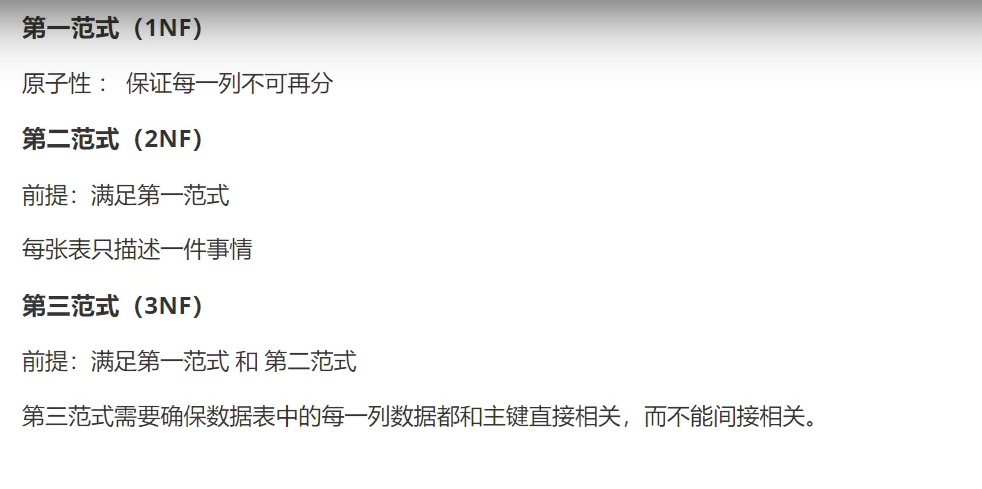 第一范式（1NF）
原子性： 保证每一列不可再分
第二范式（2NF）
前提：满足第一范式
每张表只描述一件事情
第三范式（3NF）
前提：满足第一范式 和 第二范式
第三范式需要确保数据表中的每一列数据都和主键直接相关，而不能间接相关。